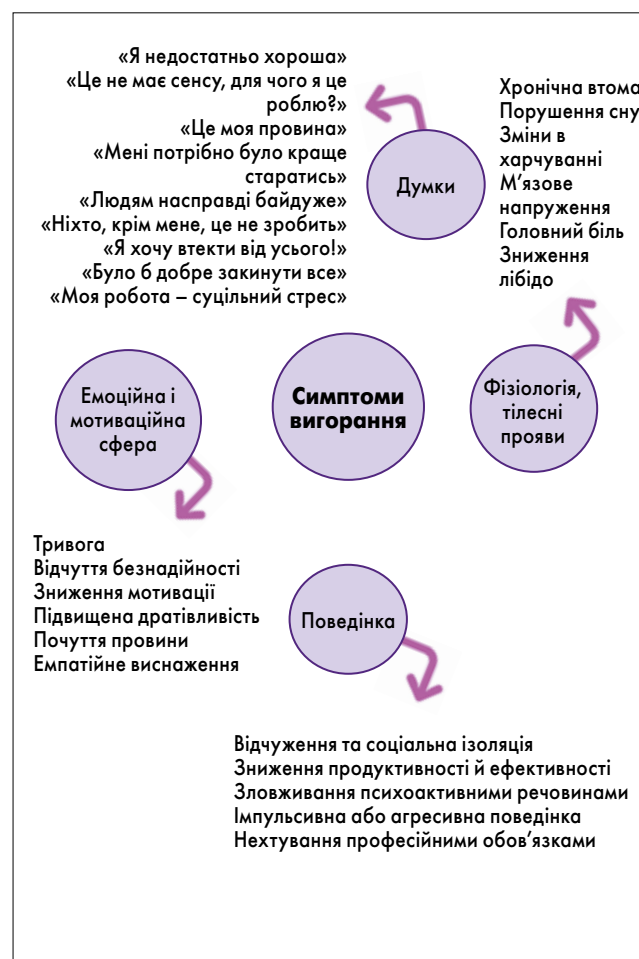 «Я недостатньо хороша»
«Це не має сенсу, для чого я це
роблю?»
«Це моя провина»
«Мені потрібно було краще
старатись»
«Людям насправді байдуже»
«Ніхто, крім мене, це не зробить»
«Я хочу втекти від усього!»
«Було б добре закинути все»
«Моя робота – суцільний стрес»
Думки
Хронічна втома
Порушення сну
Зміни в
харчуванні
М’язове
напруження
Головний біль
Зниження
лібідо
Емоційна і
мотиваційна
сфера
Симптоми
вигорання
Фізіологія,
тілесні
прояви
Тривога
Відчуття безнадійності
Зниження мотивації
Підвищена дратівливість
Почуття провини
Емпатійне виснаження
Поведінка
Відчуження та соціальна ізоляція
Зниження продуктивності й ефективності
Зловживання психоактивними речовинами
Імпульсивна або агресивна поведінка
Нехтування професійними обов’язками